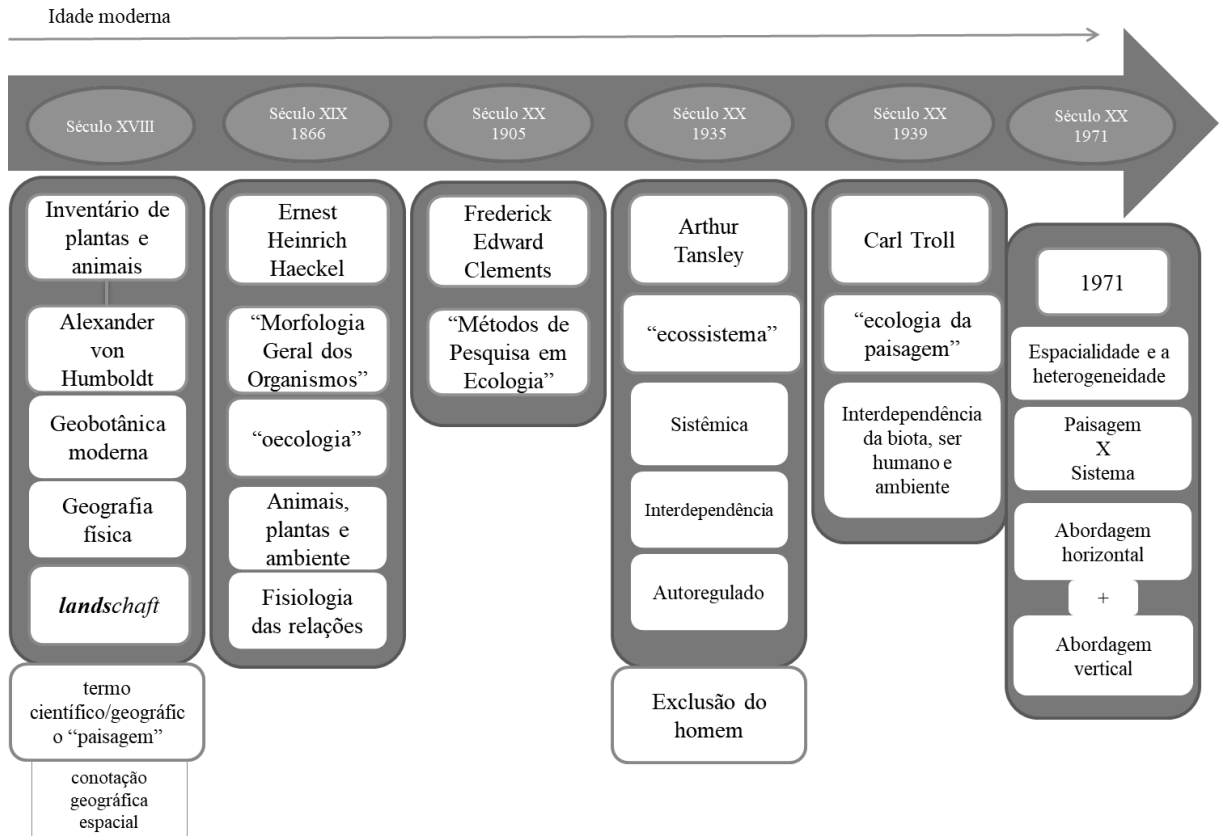 Idade moderna
Século XVIII
Século XIX
1866
Século XX
1905
Século XX
1935
Século XX
1939
Século XX
1971
Inventário de
plantas e
animais
Alexander
von
Humboldt
Geobotânica
moderna
Geografia
física
landschaft
termo
científico/geográfic
o “paisagem”
conotação
geográfica
espacial
Ernest
Heinrich
Haeckel
“Morfologia
Geral dos
Organismos”
“oecologia”
Animais,
plantas e
ambiente
Fisiologia
das relações
Frederick
Edward
Clements
“Métodos de
Pesquisa em
Ecologia”
Arthur
Tansley
“ecossistema”
Sistêmica
Interdependência
Autoregulado
Exclusão do
homem
Carl Troll
“ecologia da
paisagem”
Interdependência
da biota, ser
humano e
ambiente
1971
Espacialidade e a
heterogeneidade
Paisagem
X
Sistema
Abordagem
horizontal
+
Abordagem
vertical